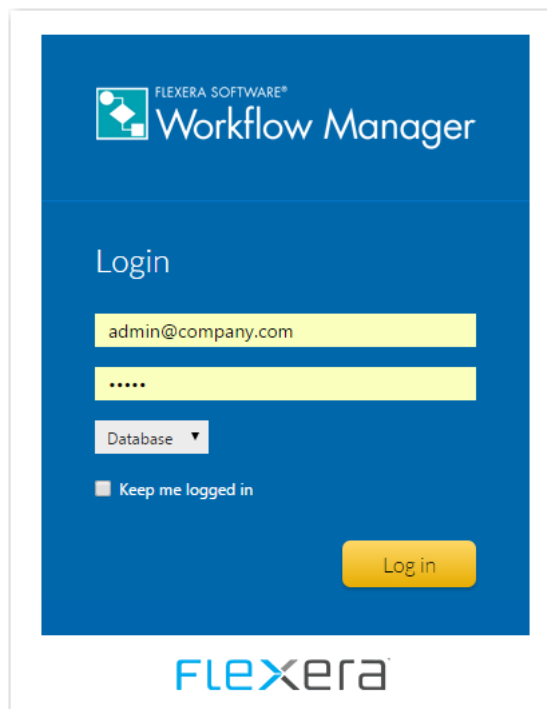 FLEXERA SOFTWARE®
Workflow Manager
Login
admin@company.com
•••••
Database ▼
Keep me logged in
Log in
FLEXera